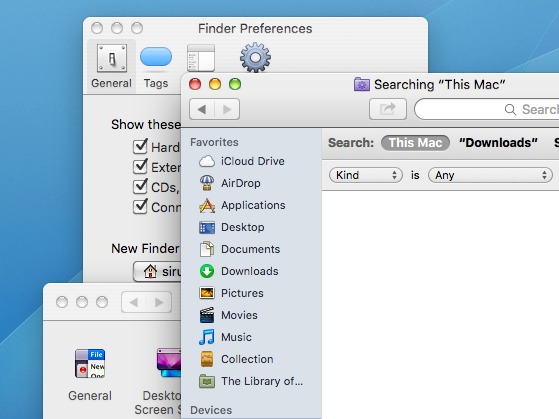 Finder Preferences
General
Tags
Show these
Hard
Exter
CDs,
Conn
New Finder
siru
Searching “This Mac”
Search
Favorites
iCloud Drive
AirDrop
Applications
Desktop
Documents
Downloads
Pictures
Movies
Music
Collection
The Library of...
Devices
Search: This Mac “Downloads” S
Kind is Any
File
New
One
General
Deskto
Screen S